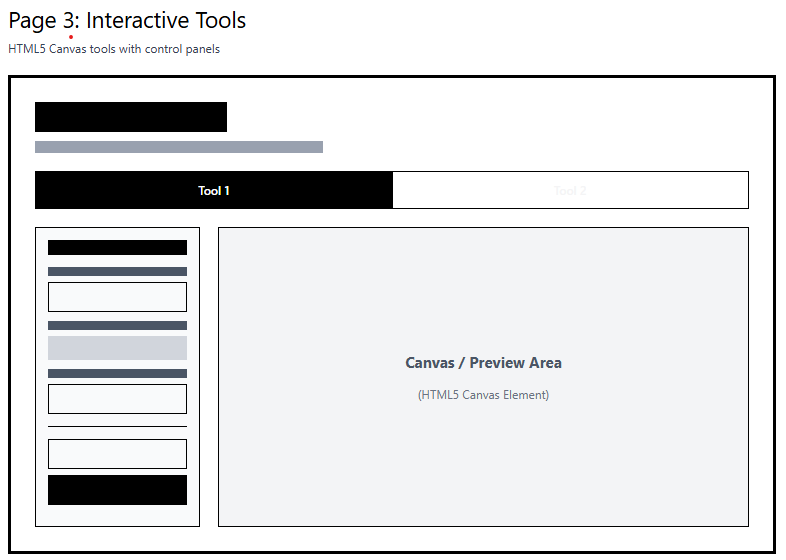 Page 3: Interactive Tools
HTML5 Canvas tools with control panels
Tool 1
Tool 2
Canvas / Preview Area
(HTML5 Canvas Element)